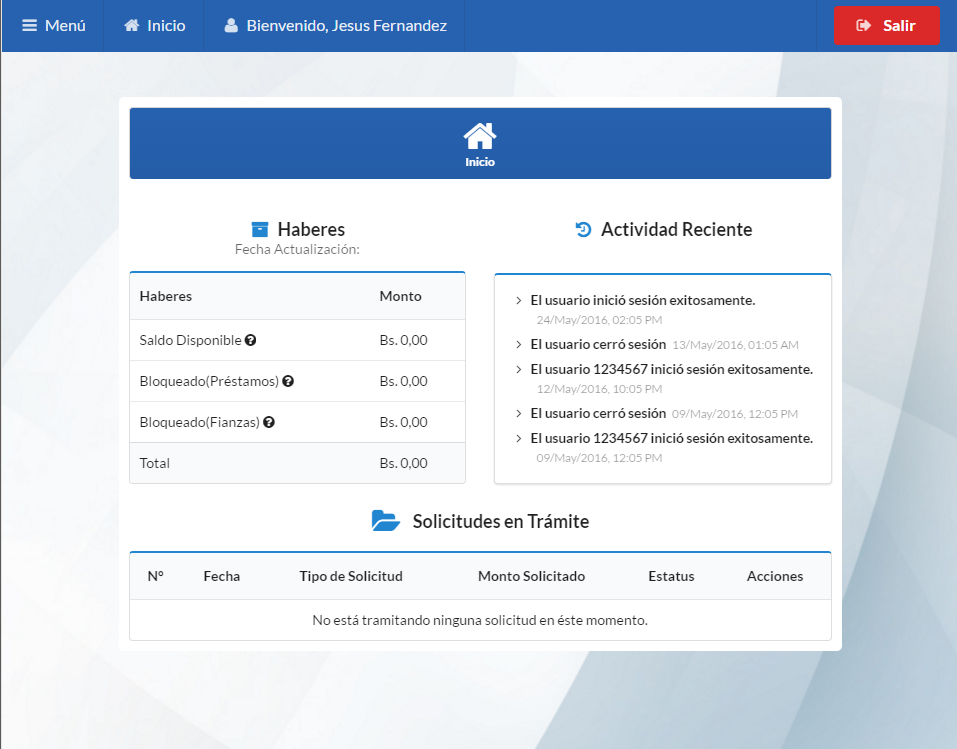 Menú Inicio Bienvenido, Jesus Fernandez Salir
Inicio
Haberes
Fecha Actualización:
Haberes Monto
Saldo Disponible Bs. 0,00
Bloqueado(Préstamos) Bs. 0,00
Bloqueado(Fianzas) Bs. 0,00
Total Bs. 0,00
Actividad Reciente
El usuario inició sesión exitosamente.
24/May/2016, 02:05 PM
El usuario cerró sesión 13/May/2016, 01:05 AM
El usuario 1234567 inició sesión exitosamente.
12/May/2016, 10:05 PM
El usuario cerró sesión 09/May/2016, 12:05 PM
El usuario 1234567 inició sesión exitosamente.
09/May/2016, 12:05 PM
Solicitudes en Trámite
N° Fecha Tipo de Solicitud Monto Solicitado Estatus Acciones
No está tramitando ninguna solicitud en éste momento.